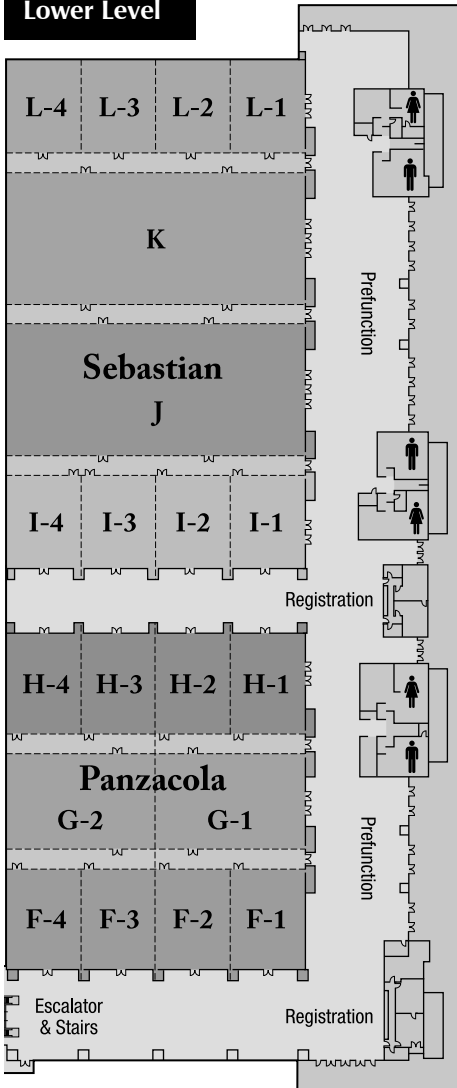 Lower Level
L-4 L-3 L-2 L-1
K
Prefunction
Sebastian
J
I-4 I-3 I-2 I-1
Registration
H-4 H-3 H-2 H-1
Panzacola
G-2 G-1
Prefunction
F-4 F-3 F-2 F-1
Escalator
& Stairs
Registration